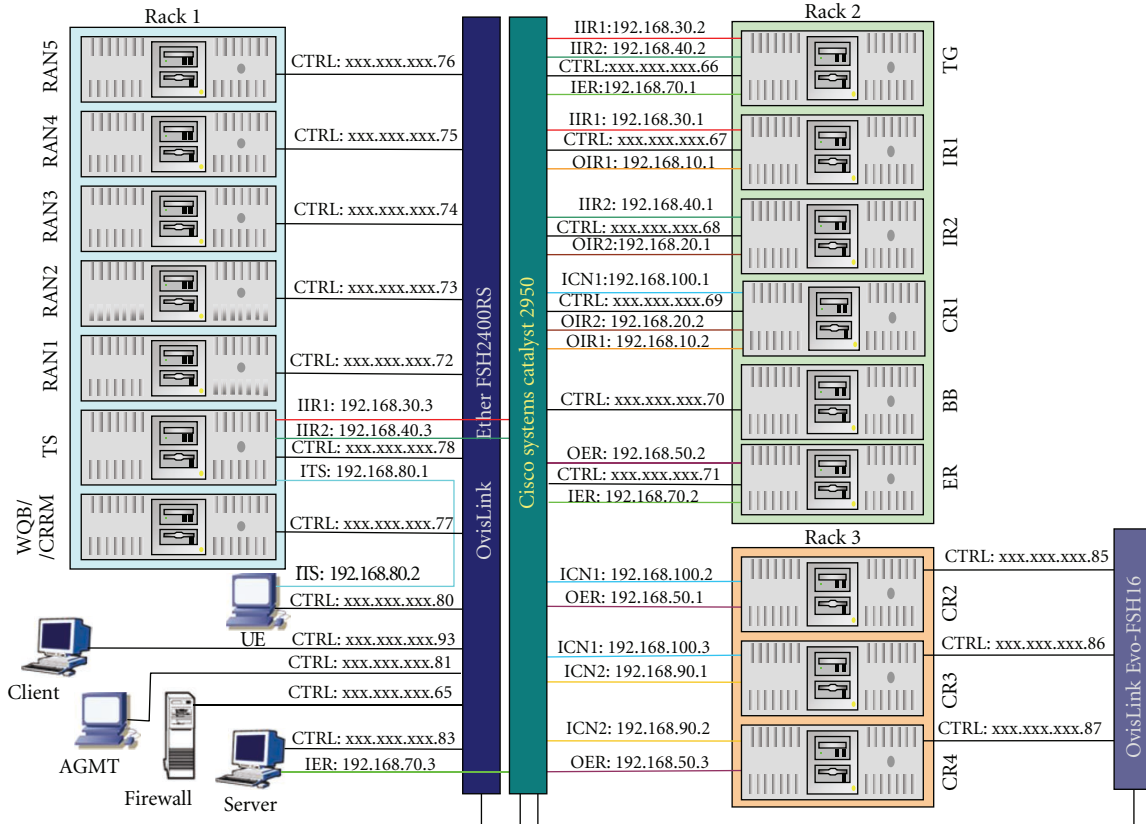 Rack 1
RAN5
CTRL: xxx.xxx.xxx.76
RAN4
CTRL: xxx.xxx.xxx.75
RAN3
CTRL: xxx.xxx.xxx.74
RAN2
CTRL: xxx.xxx.xxx.73
RAN1
CTRL: xxx.xxx.xxx.72
TS
IIR1: 192.168.30.3
IIR2: 192.168.40.3
CTRL: xxx.xxx.xxx.78
ITS: 192.168.80.1
WQB/
/CRRM
CTRL: xxx.xxx.xxx.77
ITS: 192.168.80.2
CTRL: xxx.xxx.xxx.80
UE
CTRL: xxx.xxx.xxx.93
Client
CTRL: xxx.xxx.xxx.81
AGMT
CTRL: xxx.xxx.xxx.65
Firewall
CTRL: xxx.xxx.xxx.83
IER: 192.168.70.3
Server
OvisLink Ether FSH2400RS
Cisco systems catalyst 2950
Rack 2
IIR1:192.168.30.2
IIR2: 192.168.40.2
CTRL:xxx.xxx.xxx.66
IER:192.168.70.1
TG
IIR1: 192.168.30.1
CTRL: xxx.xxx.xxx.67
OIR1: 192.168.10.1
IR1
IIR2: 192.168.40.1
CTRL: xxx.xxx.xxx.68
OIR2:192.168.20.1
IR2
ICN1:192.168.100.1
CTRL: xxx.xxx.xxx.69
OIR2: 192.168.20.2
OIR1: 192.168.10.2
CR1
CTRL: xxx.xxx.xxx.70
BB
OER: 192.168.50.2
CTRL: xxx.xxx.xxx.71
IER: 192.168.70.2
ER
Rack 3
ICN1: 192.168.100.2
OER: 192.168.50.1
CR2
CTRL: xxx.xxx.xxx.85
ICN1: 192.168.100.3
ICN2: 192.168.90.1
CR3
CTRL: xxx.xxx.xxx.86
ICN2: 192.168.90.2
OER: 192.168.50.3
CR4
CTRL: xxx.xxx.xxx.87
OvisLink Evo-FSH16